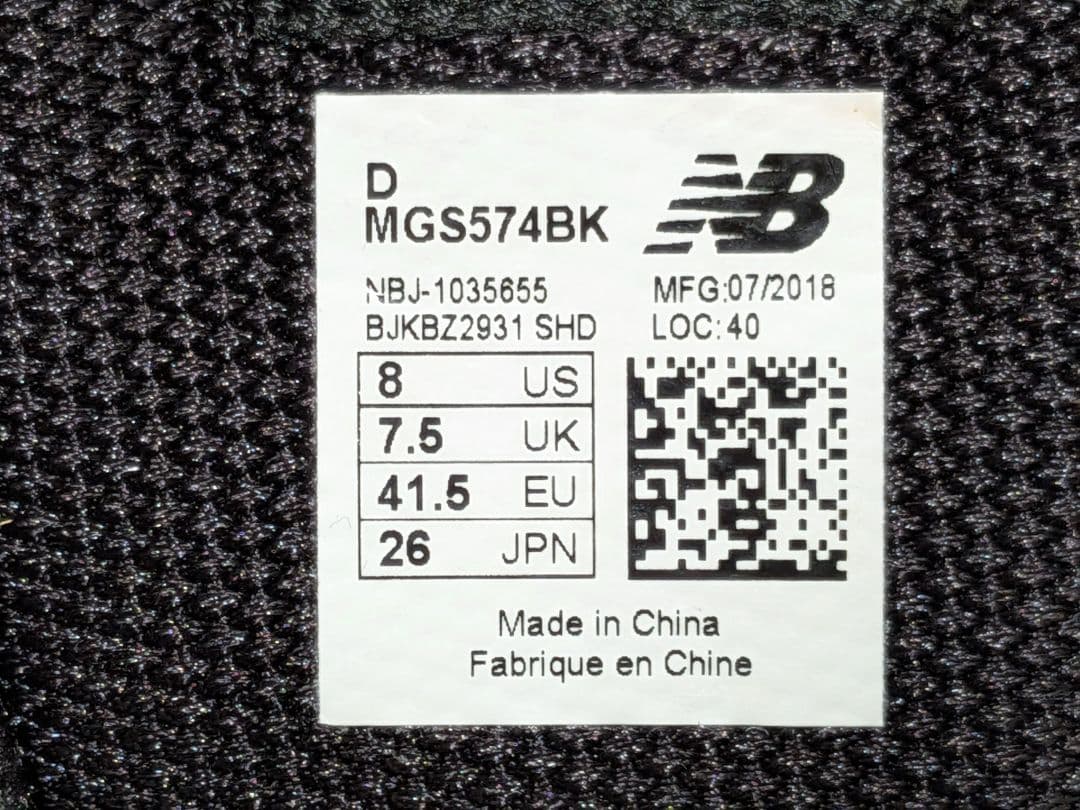 D
MGS574BK
NB
NBJ-1035655
MFG:07/2018
BJKBZ2931 SHD
LOC:40
8 US
7.5 UK
41.5 EU
26 JPN
Made in China
Fabrique en Chine